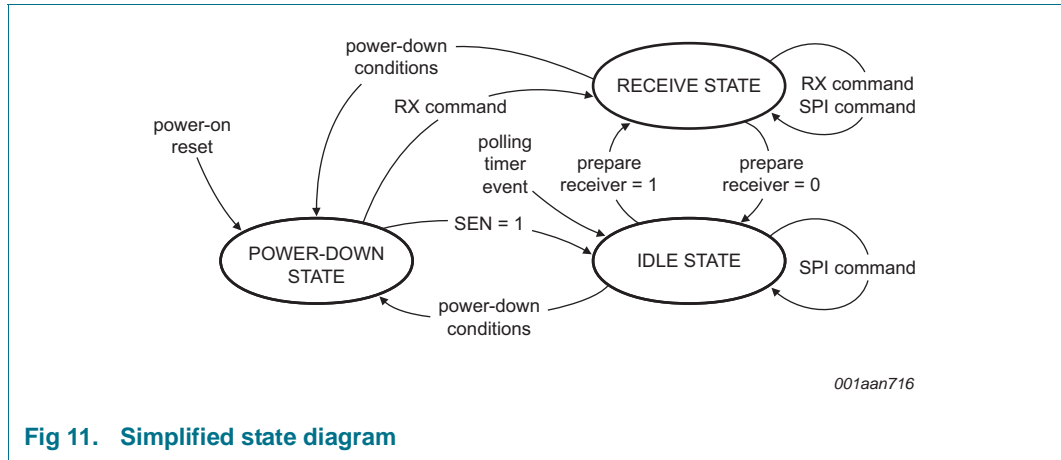 power-down
conditions
RECEIVE STATE
RX command
SPI command
RX command
power-on
reset
polling
timer
event
prepare
receiver = 1
prepare
receiver = 0
SEN = 1
POWER-DOWN
STATE
IDLE STATE
SPI command
power-down
conditions
001aan716
Fig 11. Simplified state diagram